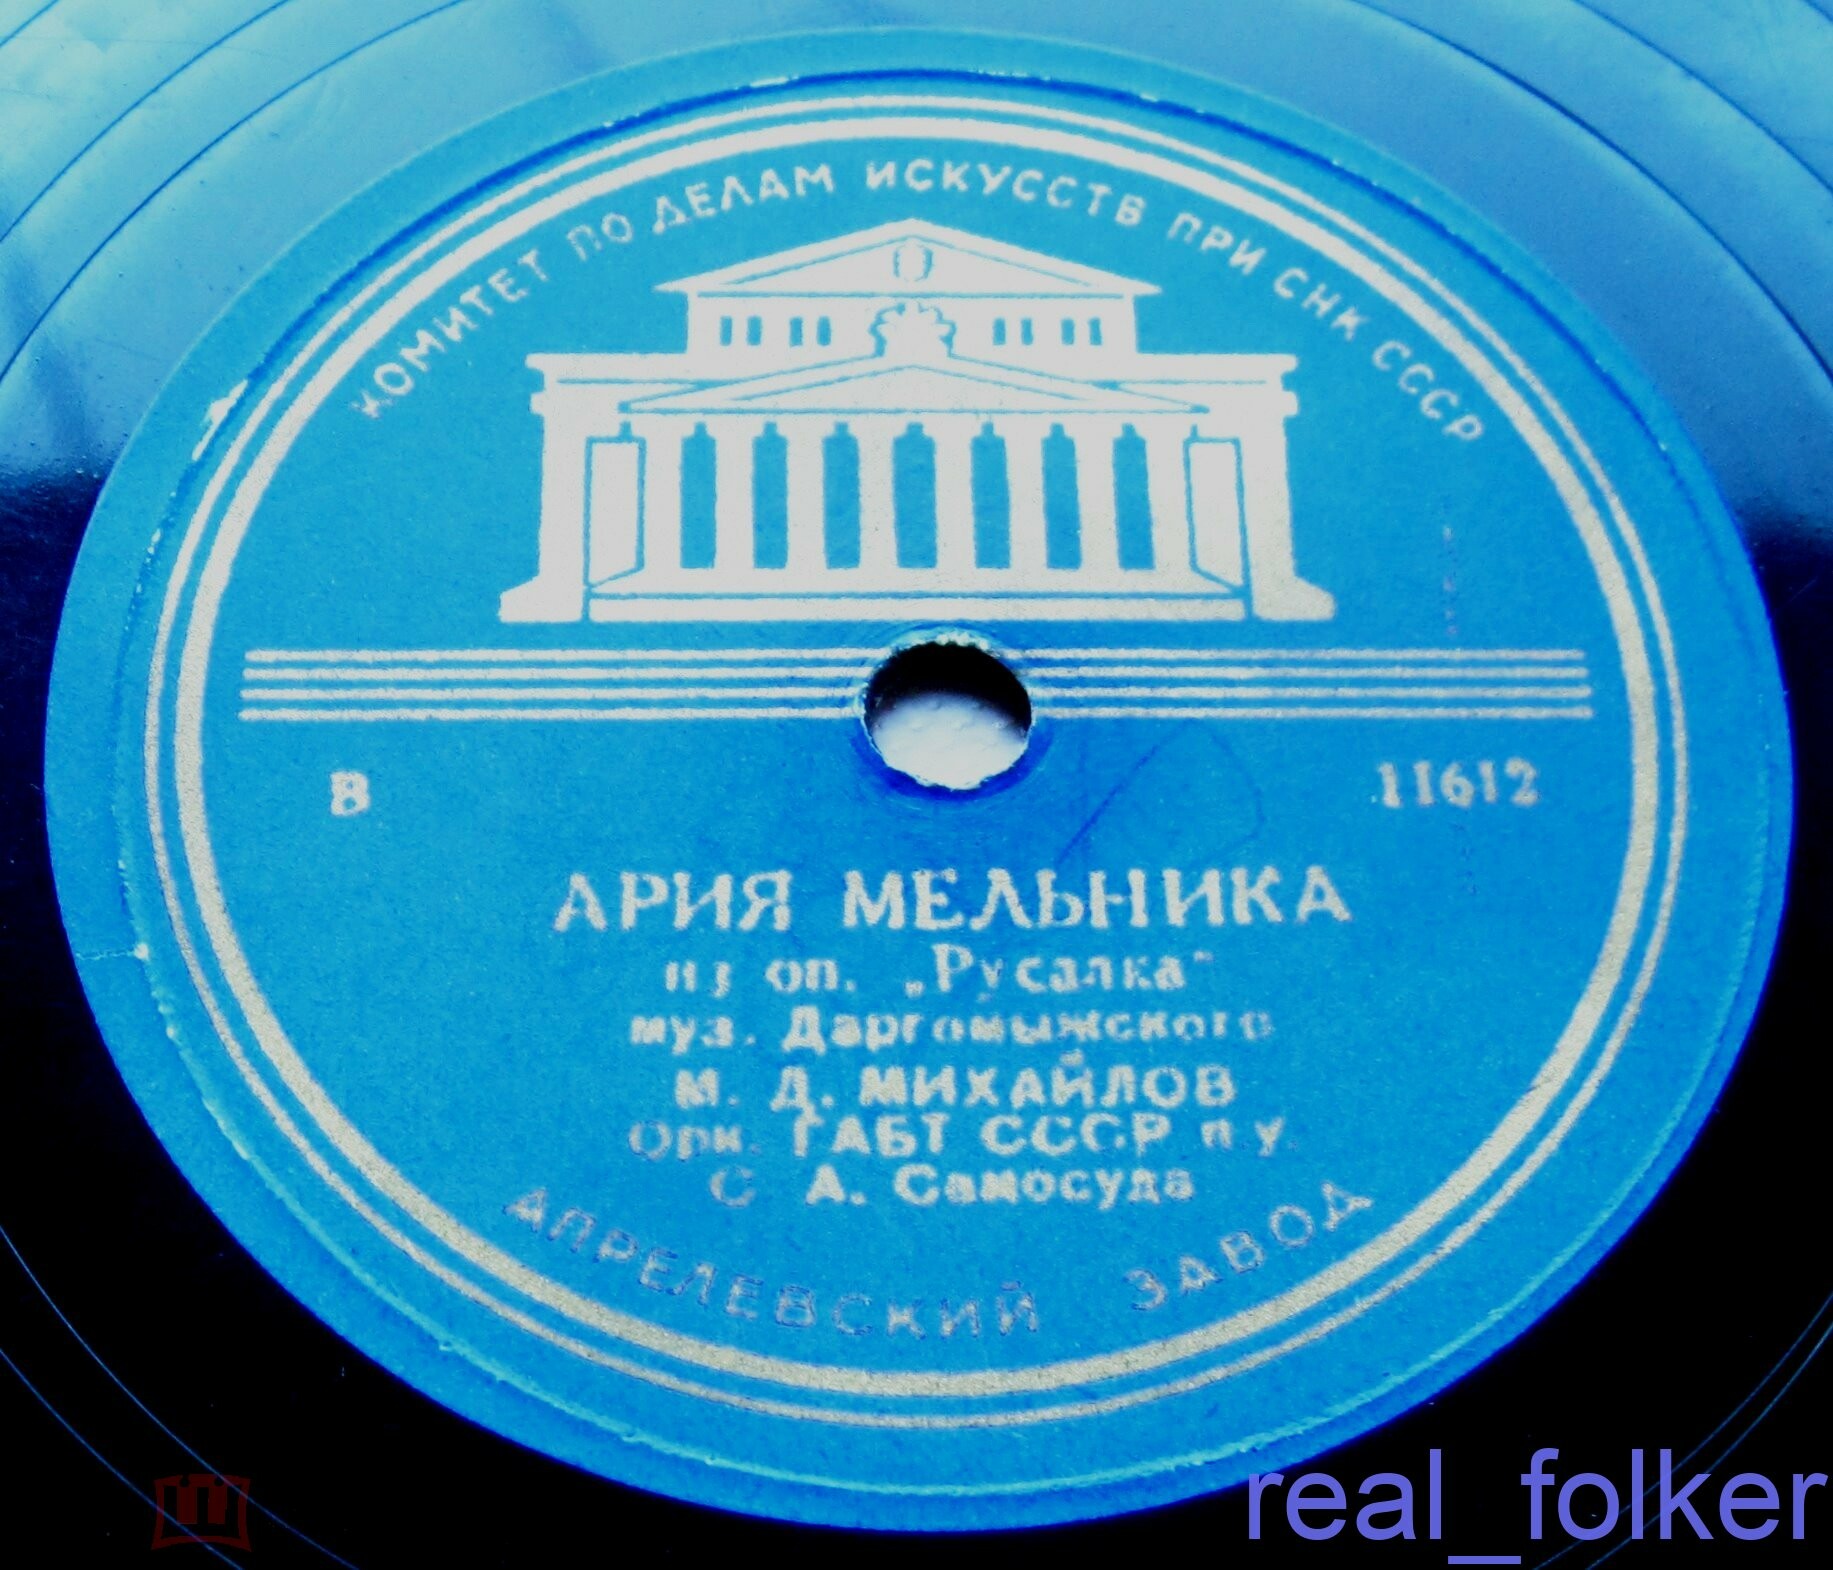 КОМИТЕТ ПО ДЕЛАМ ИСКУССТВ ПРИ СНК СССР
В 11612
АРИЯ МЕЛЬНИКА
из оп. „Русалка"
муз. Даргомыжского
М. Д. МИХАЙЛОВ
Орк. ГАБТ СССР п. у.
С. А. Самосуда
АПРЕЛЕВСКИЙ ЗАВОД
real_folker